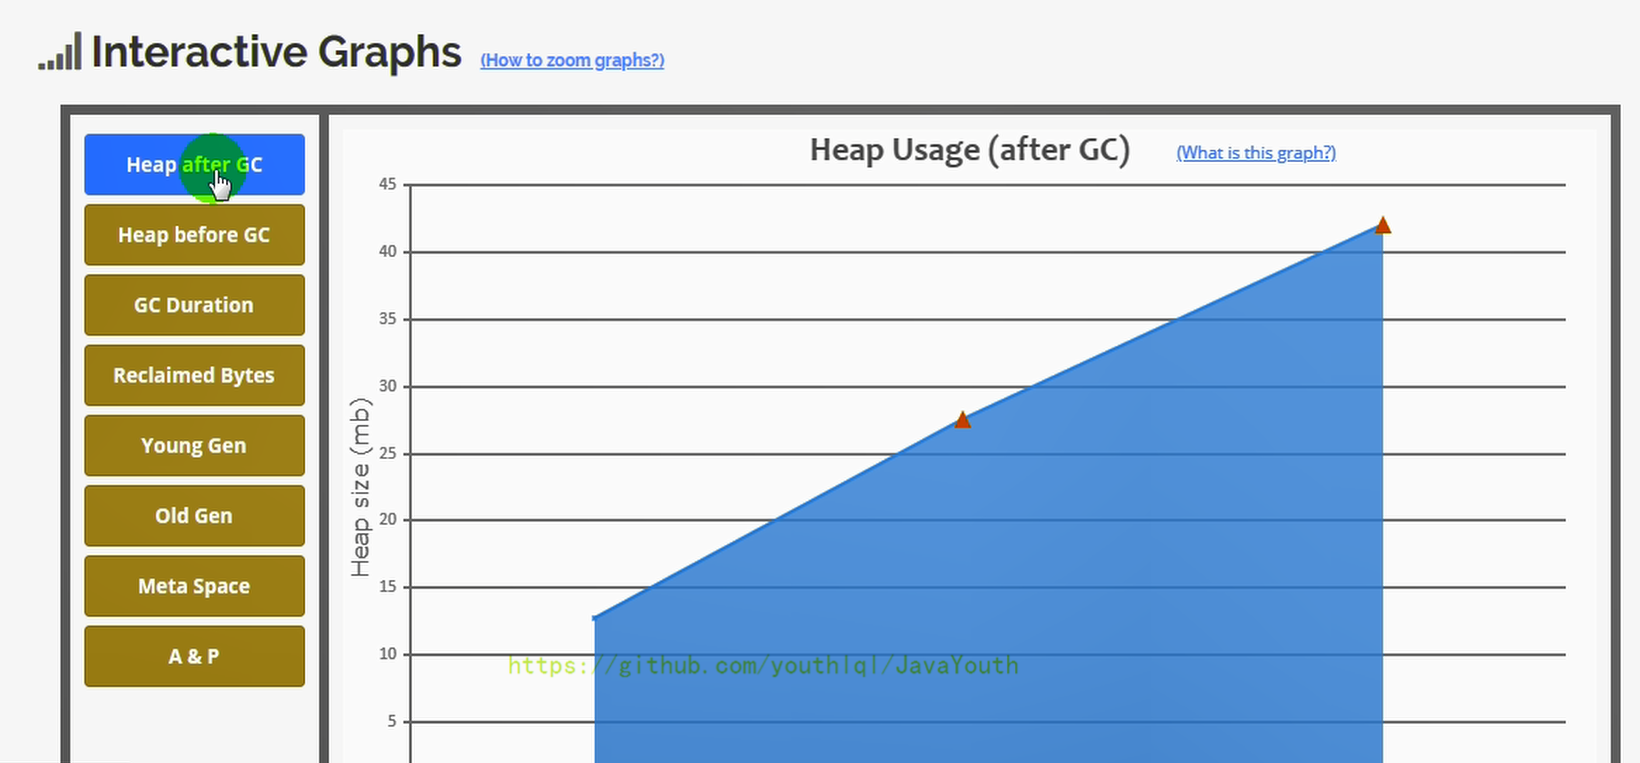 Interactive Graphs (How to zoom graphs?)
Heap after GC
Heap before GC
GC Duration
Reclaimed Bytes
Young Gen
Old Gen
Meta Space
A & P
Heap Usage (after GC) (What is this graph?)
Heap size (mb)
45
40
35
30
25
20
15
10
5
https://github.com/youthlql/JavaYouth